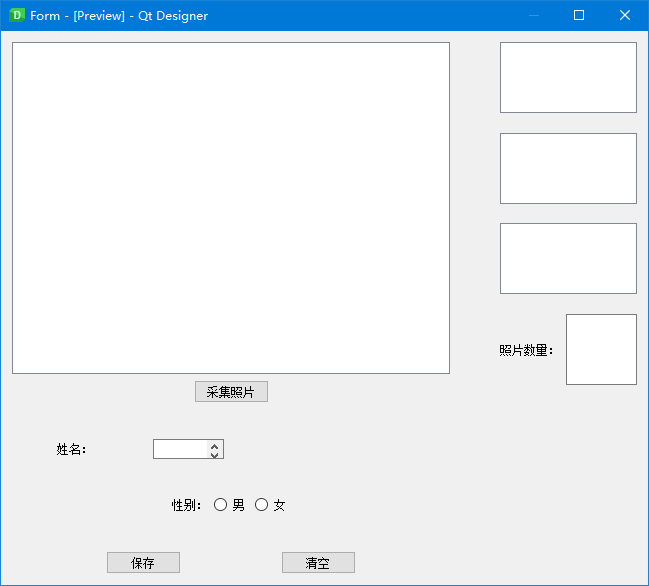 Form - [Preview] - Qt Designer
照片数量:
采集照片
姓名:
性别: 男 女
保存 清空